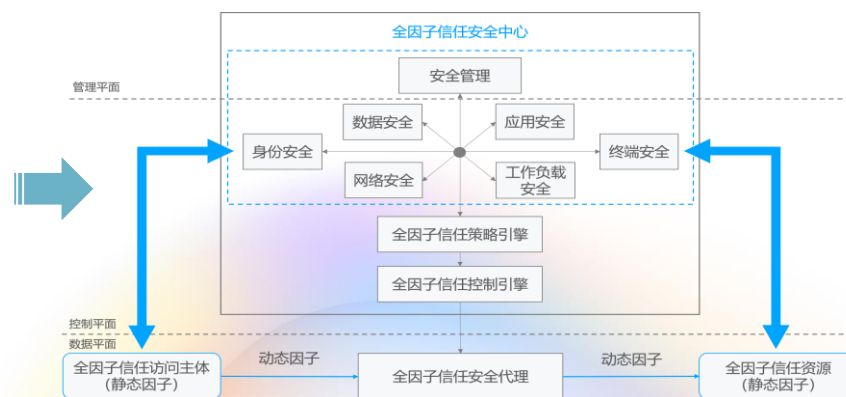 全因子信任安全中心
安全管理
管理平面
数据安全
应用安全
身份安全
终端安全
网络安全
工作负载
安全
全因子信任策略引擎
全因子信任控制引擎
控制平面
数据平面
全因子信任访问主体
（静态因子）
动态因子
全因子信任安全代理
动态因子
全因子信任资源
（静态因子）